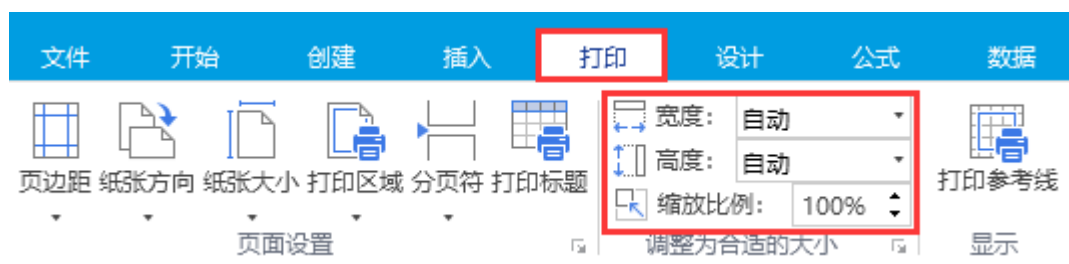 文件 开始 创建 插入 打印 设计 公式 数据
宽度： 自动
高度： 自动
页边距 纸张方向 纸张大小 打印区域 分页符 打印标题 打印参考线
缩放比例： 100%
页面设置 调整为合适的大小 显示